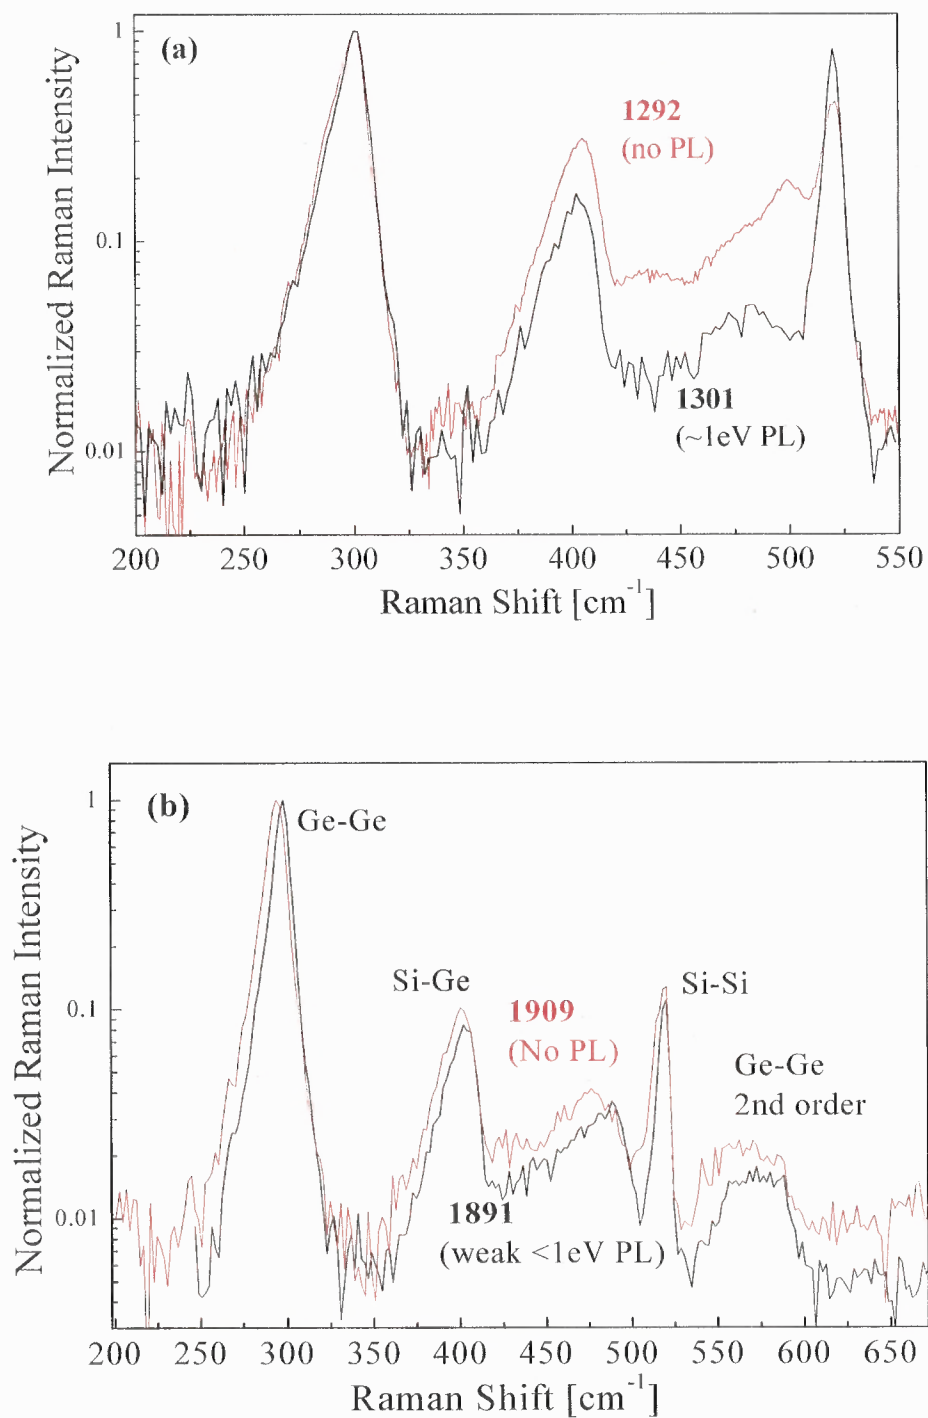 (a)
Normalized Raman Intensity
1
0.1
0.01
1292
(no PL)
1301
(~1eV PL)
200 250 300 350 400 450 500 550
Raman Shift [cm-1]
(b)
Normalized Raman Intensity
1
0.1
0.01
Ge-Ge
Si-Ge
1909
(No PL)
Si-Si
Ge-Ge
2nd order
1891
(weak <1eV PL)
200 250 300 350 400 450 500 550 600 650
Raman Shift [cm-1]